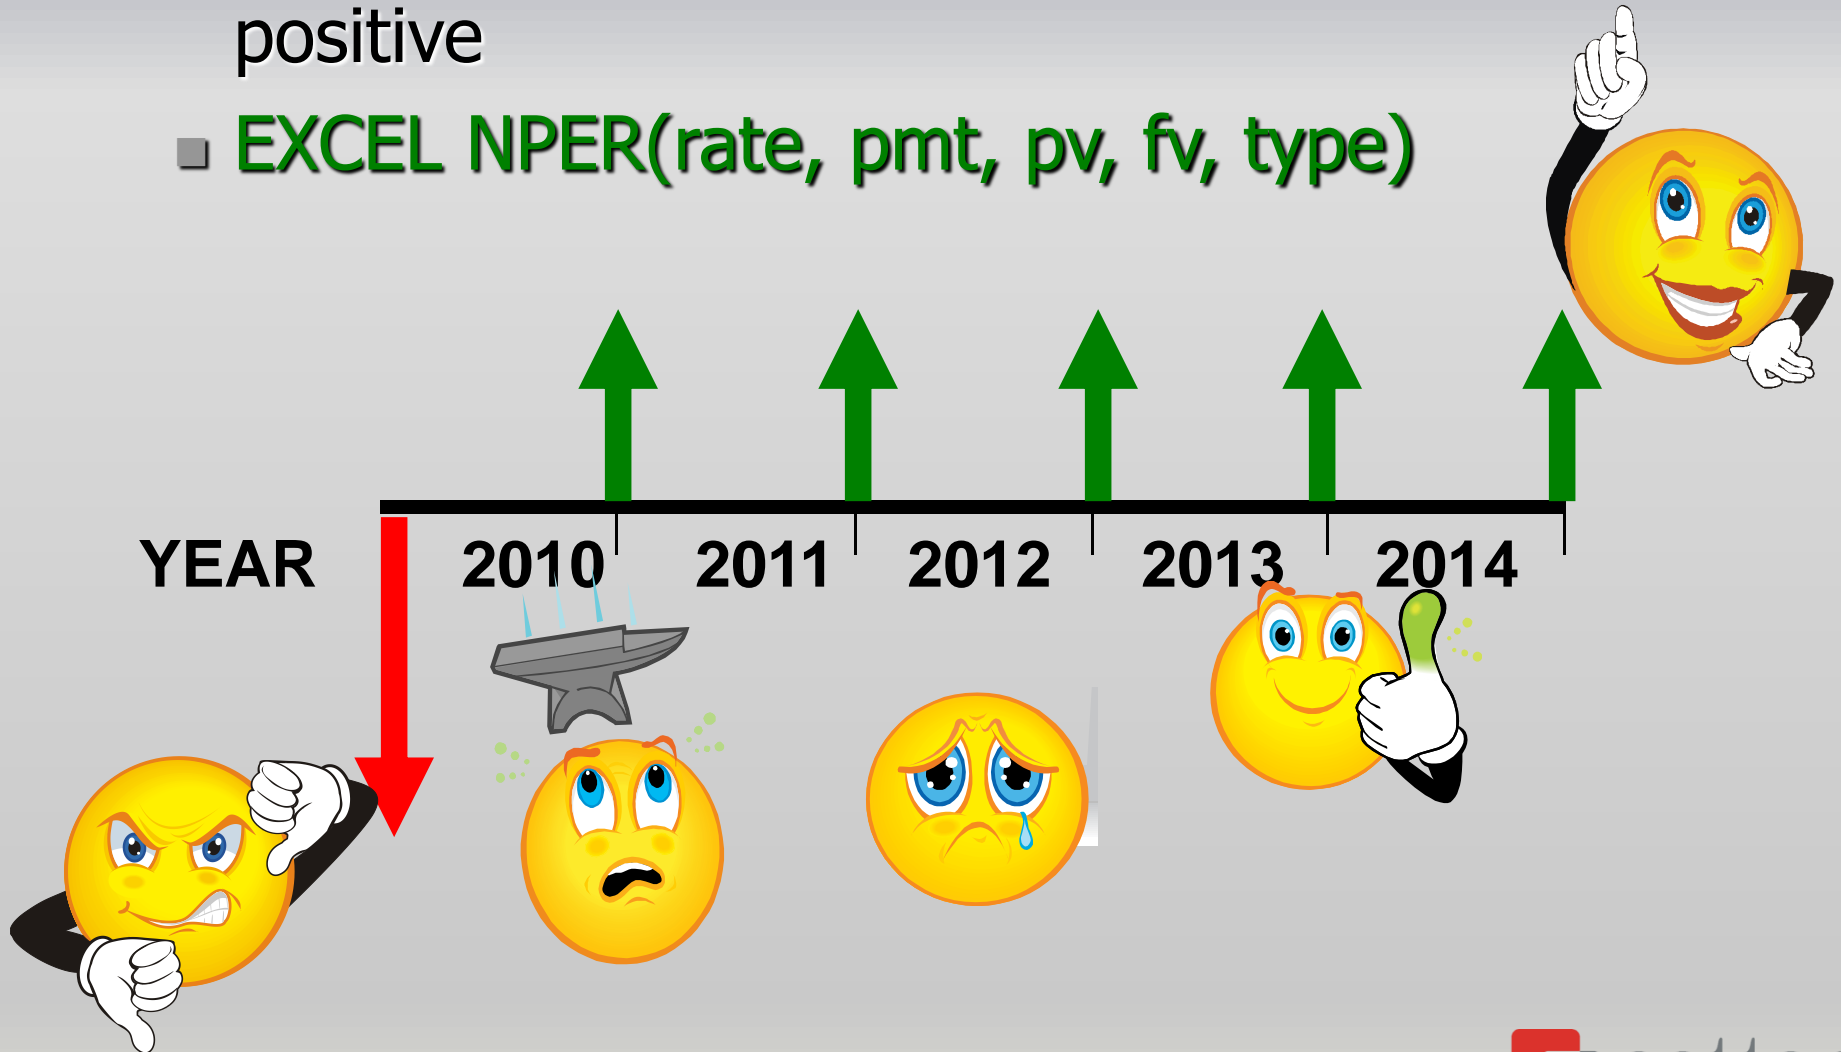 positive
EXCEL NPER(rate, pmt, pv, fv, type)
YEAR 2010 2011 2012 2013 2014